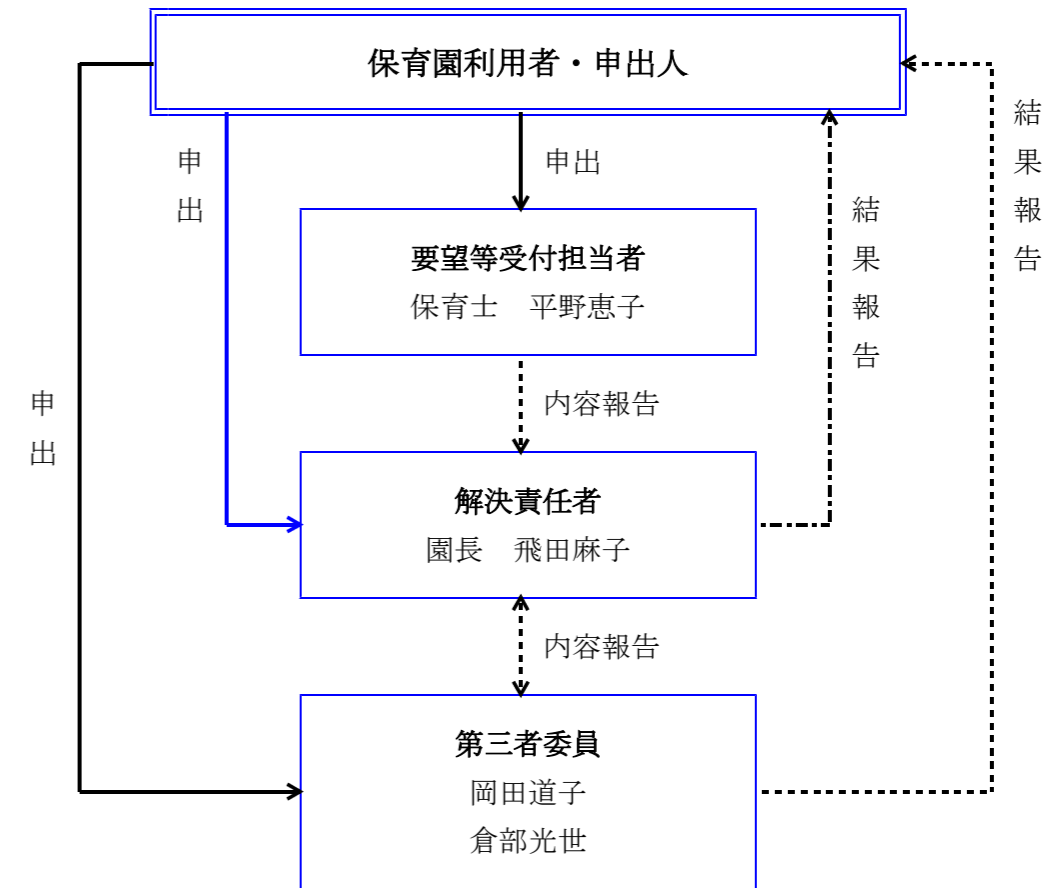 保育園利用者・申出人
申出
申出
要望等受付担当者
保育士　平野恵子
結果報告
結果報告
内容報告
申出
解決責任者
園長　飛田麻子
内容報告
第三者委員
岡田道子
倉部光世